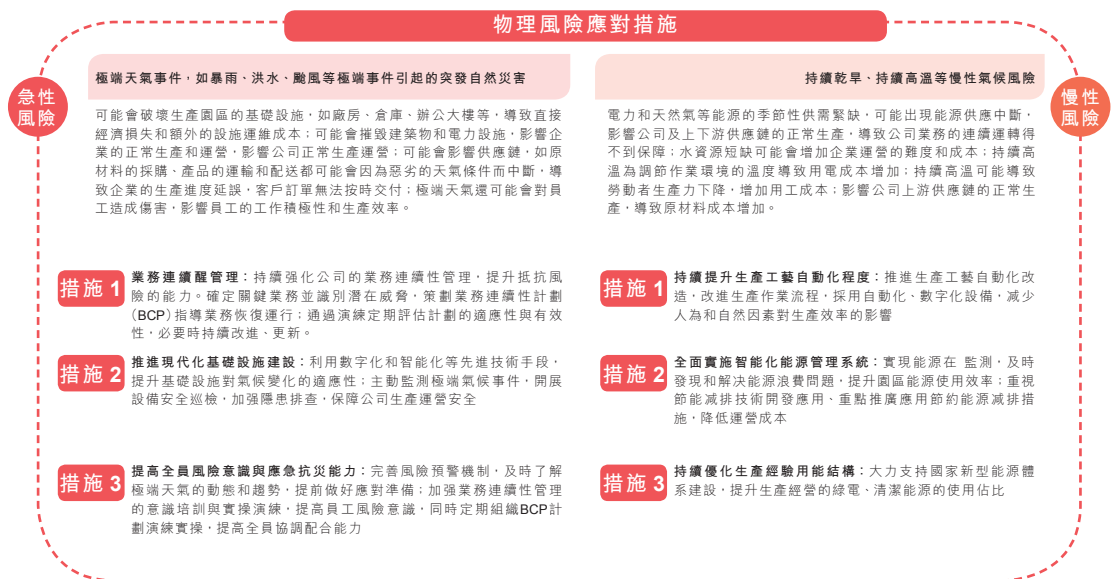 物理風險應對措施
急性
風險
極端天氣事件，如暴雨、洪水、颱風等極端事件引起的突發自然災害
可能會破壞生產園區的基礎設施，如廠房、倉庫、辦公大樓等，導致直接
經濟損失和額外的設施運維成本；可能會摧毀建築物和電力設施，影響企
業的正常生產和運營，影響公司正常生產運營；可能會影響供應鏈，如原
材料的採購、產品的運輸和配送都可能會因為惡劣的天氣條件而中斷，導
致企業的生產進度延誤，客戶訂單無法按時交付；極端天氣還可能會對員
工造成傷害，影響員工的工作積極性和生產效率。
措施 1
業務連續醒管理：持續強化公司的業務連續性管理，提升抵抗風
險的能力。確定關鍵業務並識別潛在威脅，策劃業務連續性計劃
(BCP)指導業務恢復運行；通過演練定期評估計劃的適應性與有效
性，必要時持續改進、更新。
措施 2
推進現代化基礎設施建設：利用數字化和智能化等先進技術手段，
提升基礎設施對氣候變化的適應性；主動監測極端氣候事件，開展
設備安全巡檢，加強隱患排查，保障公司生產運營安全
措施 3
提高全員風險意識與應急抗災能力：完善風險預警機制，及時了解
極端天氣的動態和趨勢，提前做好應對準備；加強業務連續性管理
的意識培訓與實操演練，提高員工風險意識，同時定期組織BCP計
劃演練實操，提高全員協調配合能力
慢性
風險
持續乾旱、持續高溫等慢性氣候風險
電力和天然氣等能源的季節性供需緊缺，可能出現能源供應中斷，
影響公司及上下游供應鏈的正常生產，導致公司業務的連續運轉得
不到保障；水資源短缺可能會增加企業運營的難度和成本；持續高
溫為調節作業環境的溫度導致用電成本增加；持續高溫可能導致
勞動者生產力下降，增加用工成本；影響公司上游供應鏈的正常生
產，導致原材料成本增加。
措施 1
持續提升生產工藝自動化程度：推進生產工藝自動化改
造，改進生產作業流程，採用自動化、數字化設備，減少
人為和自然因素對生產效率的影響
措施 2
全面實施智能化能源管理系統：實現能源在 監測，及時
發現和解決能源浪費問題，提升園區能源使用效率；重視
節能減排技術開發應用、重點推廣應用節約能源減排措
施，降低運營成本
措施 3
持續優化生產經驗用能結構：大力支持國家新型能源體
系建設，提升生產經營的綠電、清潔能源的使用佔比